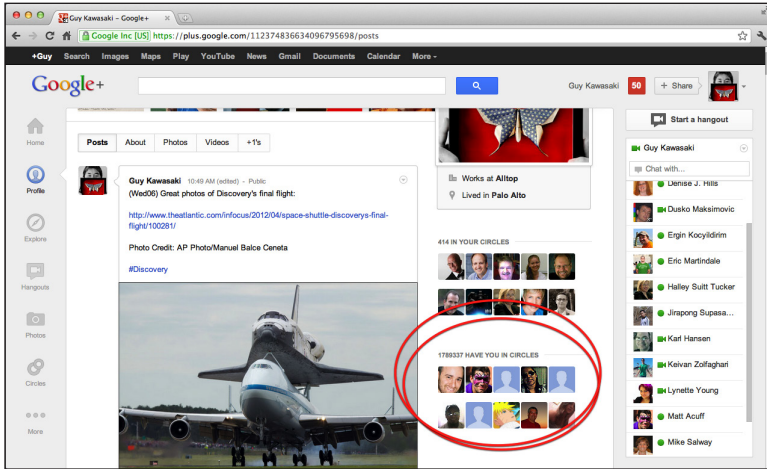 Guy Kawasaki – Google+
Google Inc [US] https://plus.google.com/112374836634096795698/posts
+Guy Search Images Maps Play YouTube News Gmail Documents Calendar More
Google+
Guy Kawasaki 50 + Share
Home
Profile
Explore
Hangouts
Photos
Circles
More
Posts About Photos Videos +1's
Guy Kawasaki 10:49 AM (edited) - Public
(Wed06) Great photos of Discovery's final flight:
http://www.theatlantic.com/infocus/2012/04/space-shuttle-discoverys-final-
flight/100281/
Photo Credit: AP Photo/Manuel Balce Ceneta
#Discovery
Works at Alltop
Lived in Palo Alto
414 IN YOUR CIRCLES
1789337 HAVE YOU IN CIRCLES
Start a hangout
Guy Kawasaki
Chat with...
Denise J. Hills
Dusko Maksimovic
Ergin Kocyildirim
Eric Martindale
Halley Suitt Tucker
Jirapong Supasa...
Karl Hansen
Keivan Zolfaghari
Lynette Young
Matt Acuff
Mike Salway